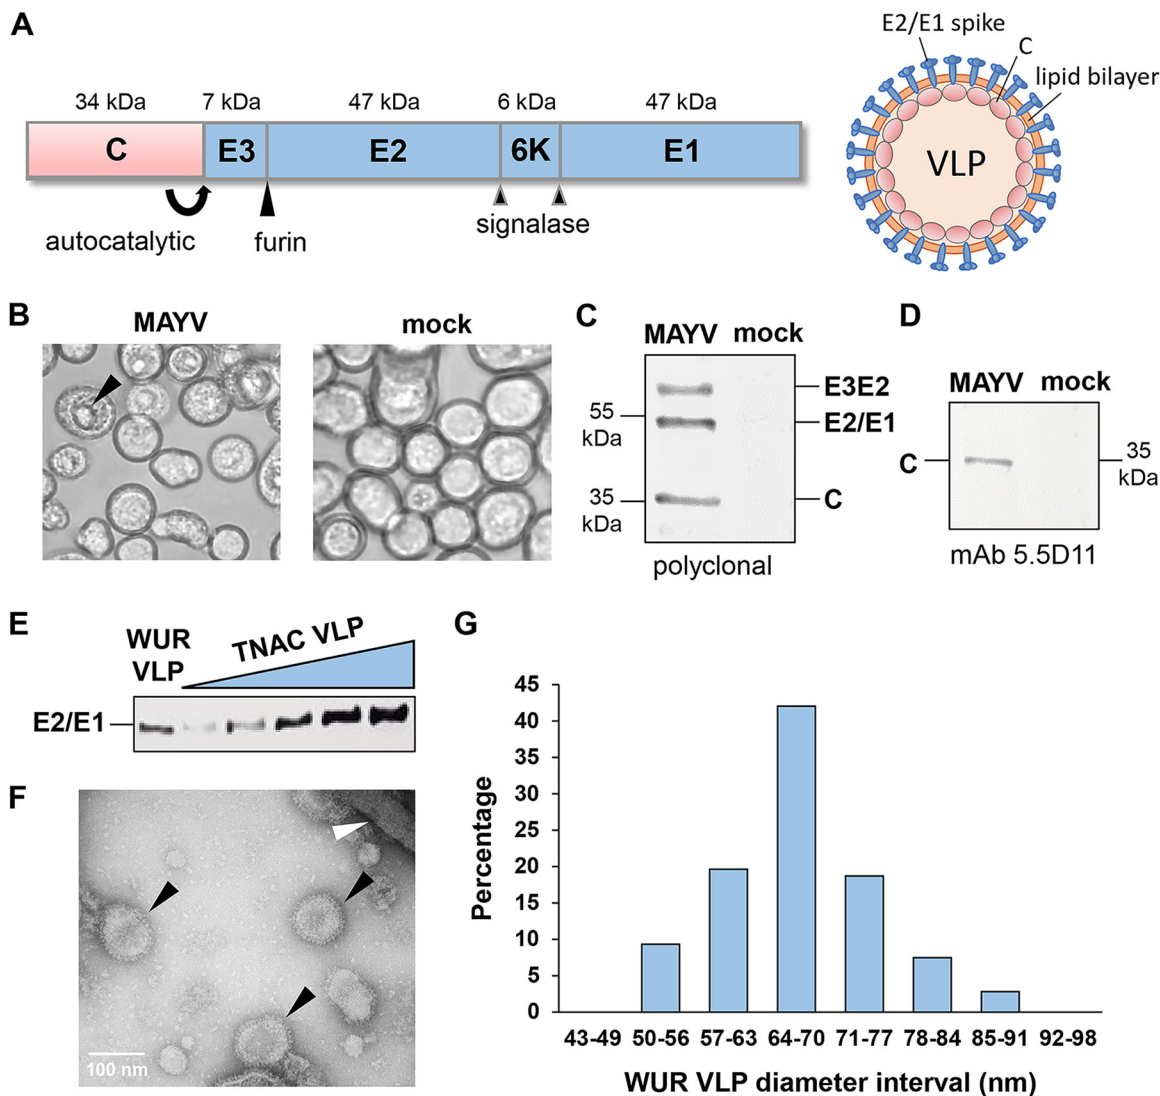 A
34 kDa 7 kDa 47 kDa 6 kDa 47 kDa
C E3 E2 6K E1
autocatalytic furin signalase
E2/E1 spike
C
lipid bilayer
VLP
B
MAYV mock
C
MAYV mock
E3E2
55 kDa
E2/E1
35 kDa
C
polyclonal
D
MAYV mock
C
35 kDa
mAb 5.5D11
E
WUR VLP
TNAC VLP
E2/E1
F
100 nm
G
Percentage
45
40
35
30
25
20
15
10
5
0
43-49 50-56 57-63 64-70 71-77 78-84 85-91 92-98
WUR VLP diameter interval (nm)